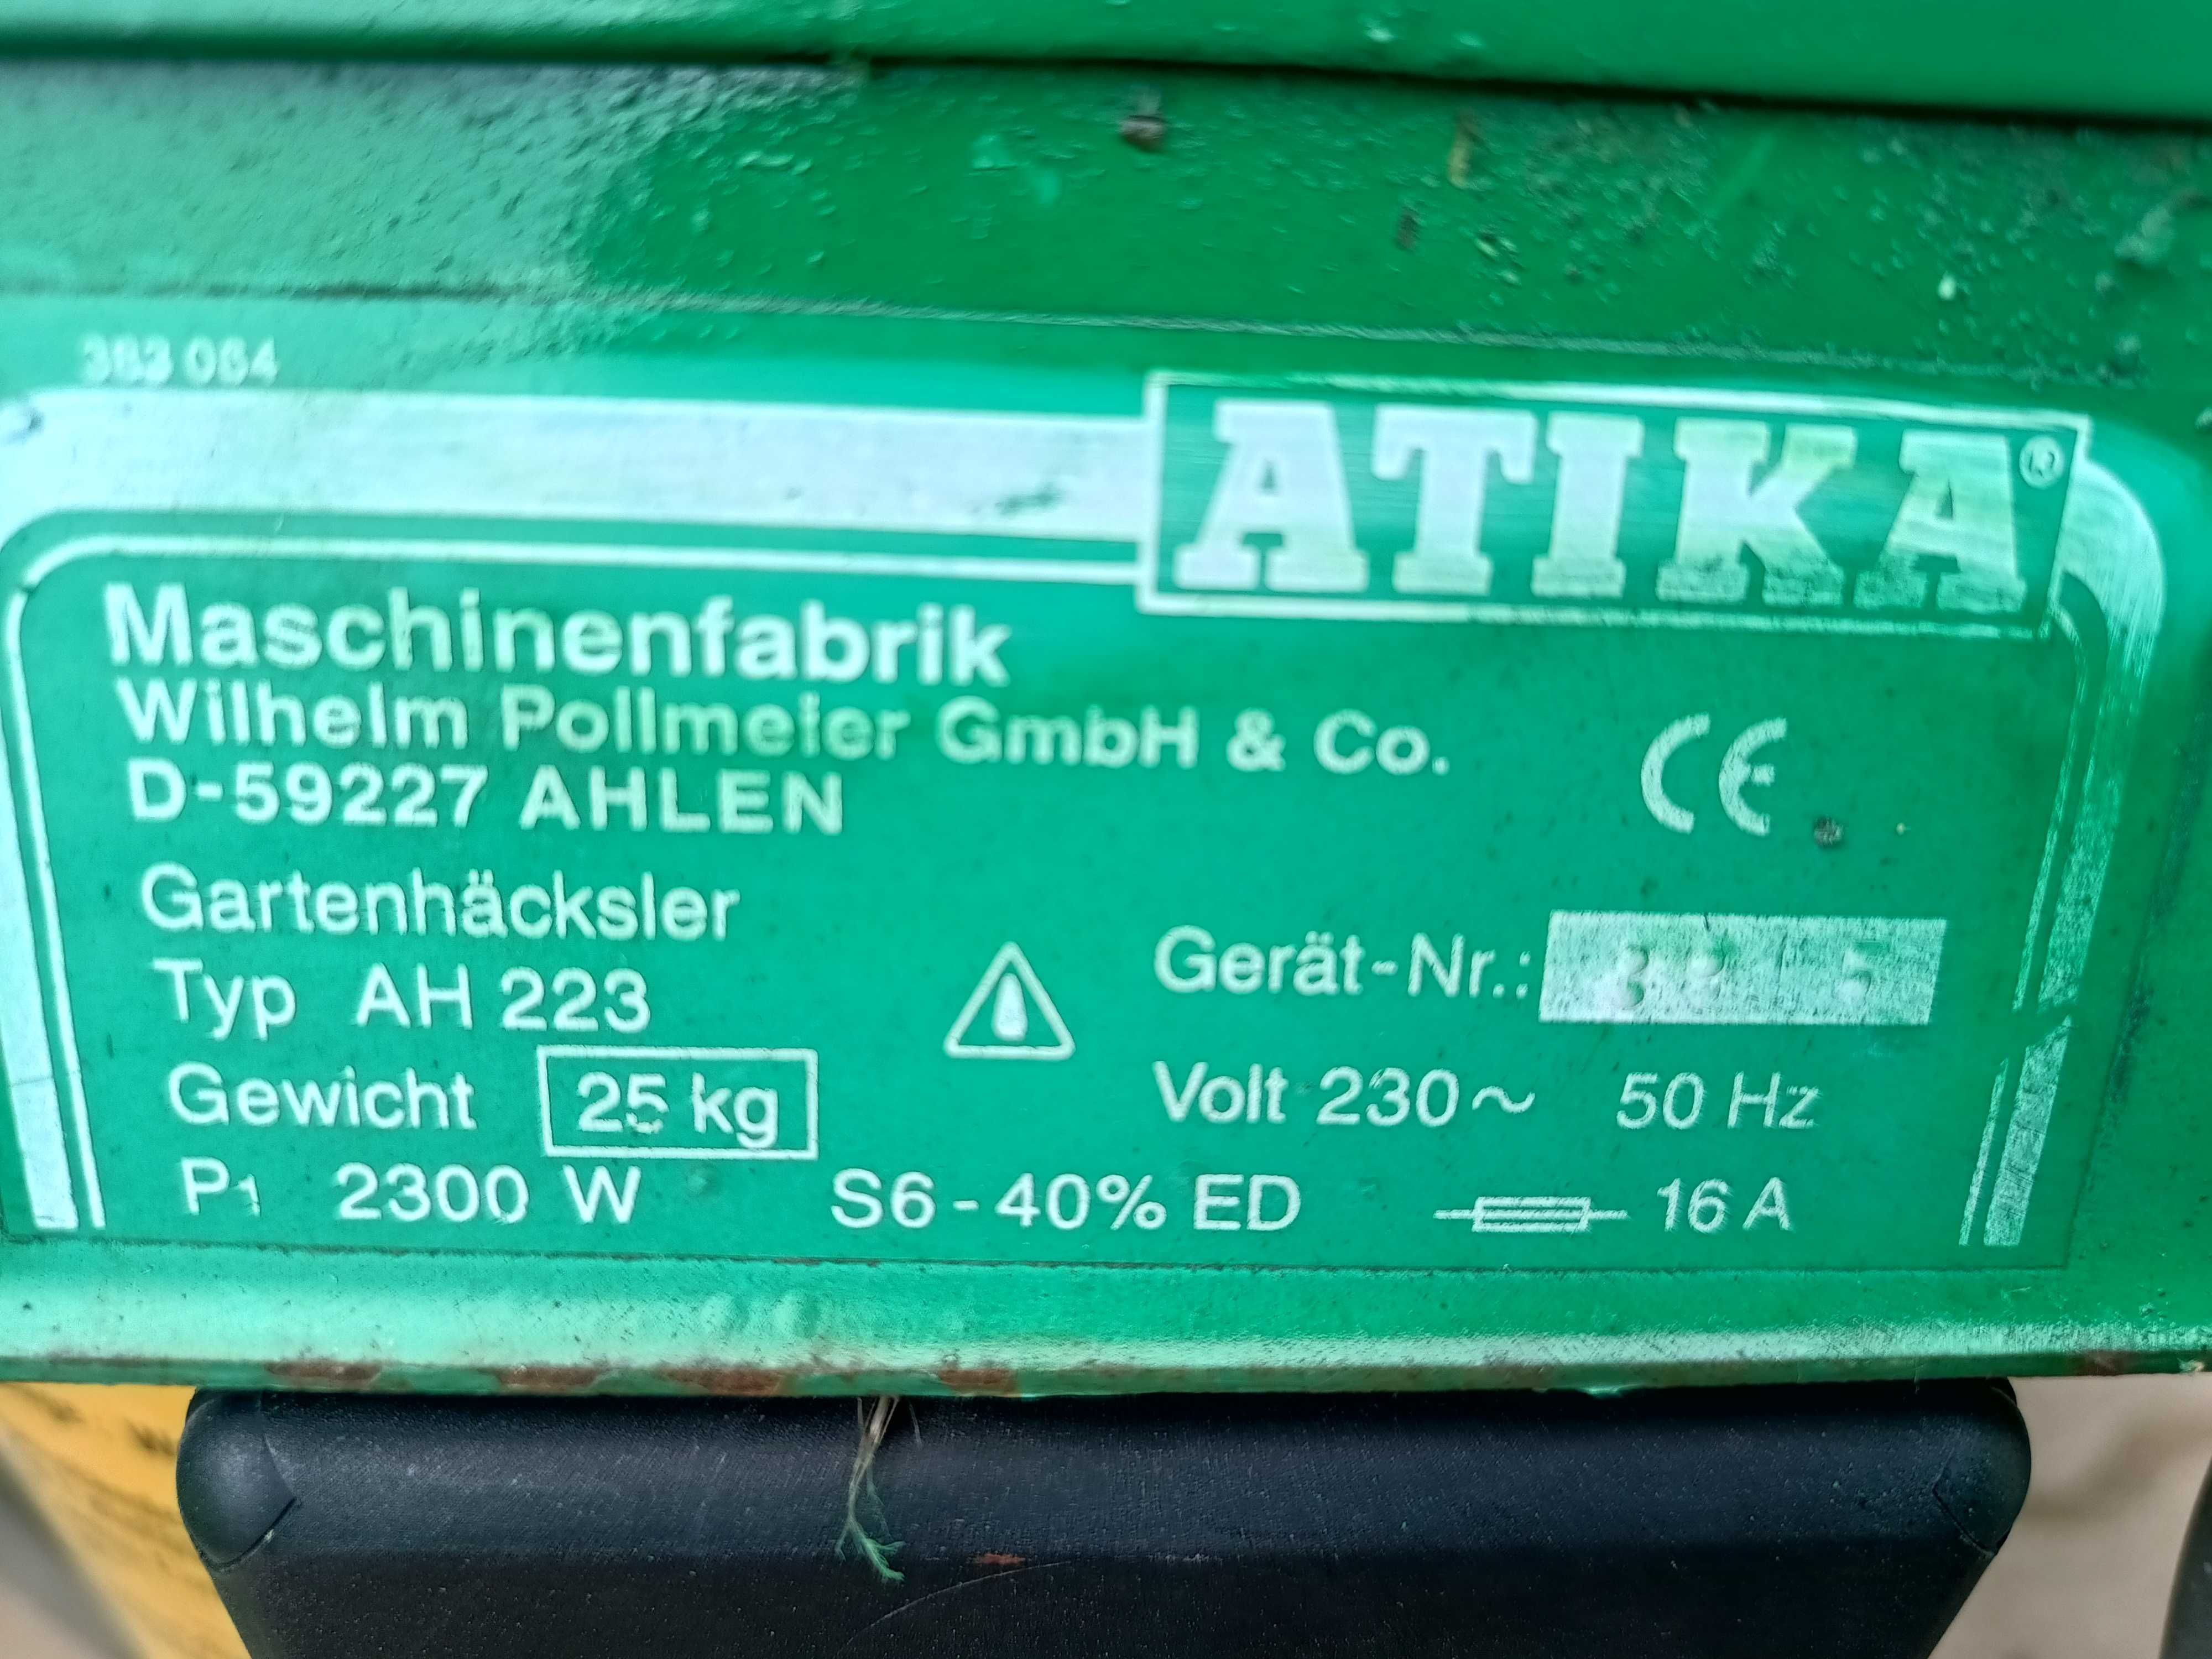 383 064
ATIKA®
Maschinenfabrik
Wilhelm Pollmeier GmbH & Co.
D-59227 AHLEN
CE
Gartenhäcksler
Typ AH 223
Gerät-Nr.:
Gewicht 25 kg
Volt 230~ 50 Hz
P1 2300 W S6-40% ED 16 A